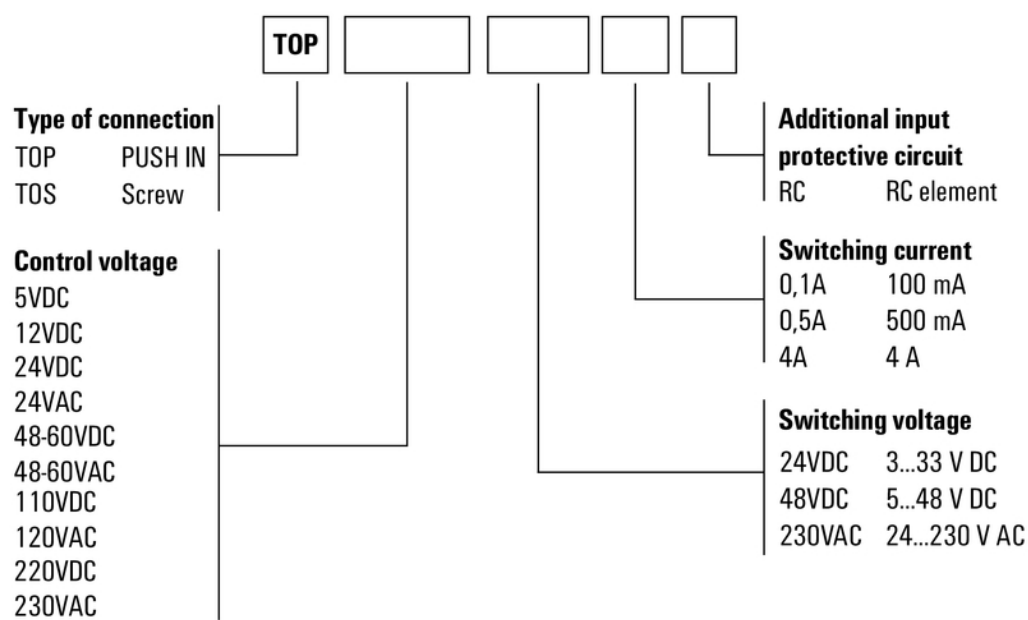 TOP
Type of connection
TOP PUSH IN
TOS Screw
Control voltage
5VDC
12VDC
24VDC
24VAC
48-60VDC
48-60VAC
110VDC
120VAC
220VDC
230VAC
Additional input
protective circuit
RC RC element
Switching current
0,1A 100 mA
0,5A 500 mA
4A 4 A
Switching voltage
24VDC 3...33 V DC
48VDC 5...48 V DC
230VAC 24...230 V AC